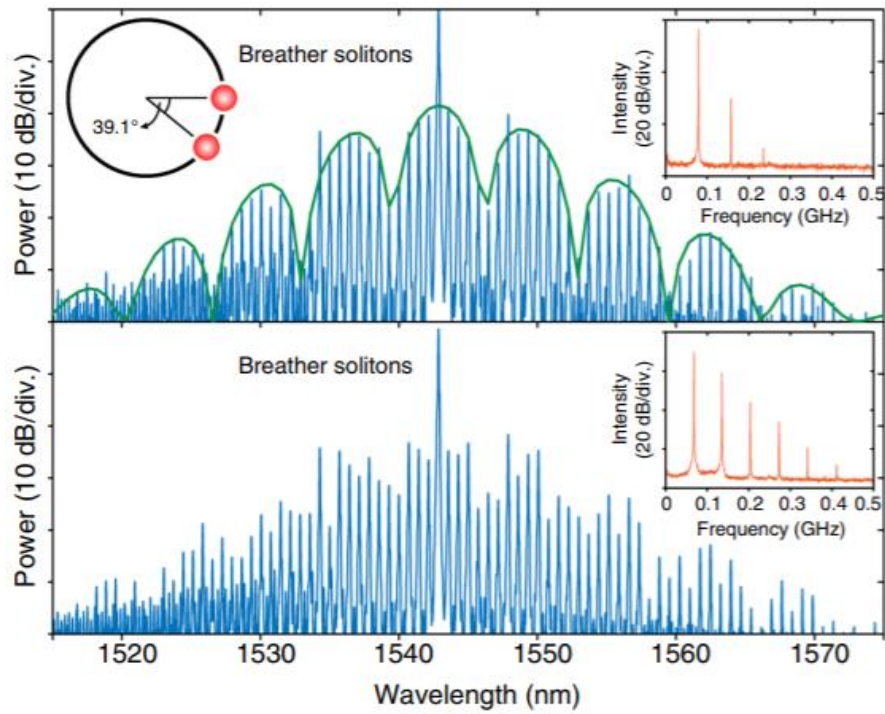 Breather solitons
39.1°
Power (10 dB/div.)
Intensity
(20 dB/div.)
0 0.1 0.2 0.3 0.4 0.5
Frequency (GHz)
Breather solitons
Power (10 dB/div.)
Intensity
(20 dB/div.)
0 0.1 0.2 0.3 0.4 0.5
Frequency (GHz)
1520 1530 1540 1550 1560 1570
Wavelength (nm)